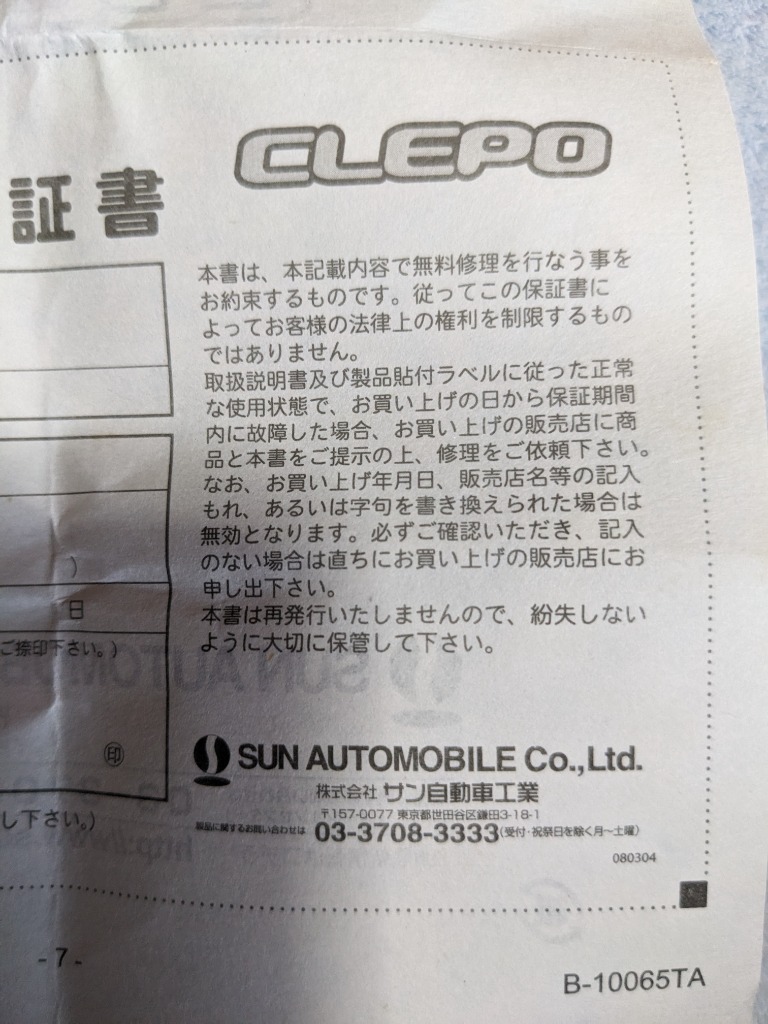 CLEPO
証書
本書は、本記載内容で無料修理を行なう事を
お約束するものです。従ってこの保証書に
よってお客様の法律上の権利を制限するもの
ではありません。
取扱説明書及び製品貼付ラベルに従った正常
な使用状態で、お買い上げの日から保証期間
内に故障した場合、お買い上げの販売店に商
品と本書をご提示の上、修理をご依頼下さい。
なお、お買い上げ年月日、販売店名等の記入
もれ、あるいは字句を書き換えられた場合は
無効となります。必ずご確認いただき、記入
のない場合は直ちにお買い上げの販売店にお
申し出下さい。
本書は再発行いたしませんので、紛失しない
ように大切に保管して下さい。
)
日
ご捺印下さい。)
印
し下さい。)
SUN AUTOMOBILE Co.,Ltd.
株式会社 サン自動車工業
〒157-0077 東京都世田谷区鎌田3-18-1
製品に関するお問い合わせは 03-3708-3333 (受付・祝祭日を除く月〜土曜)
080304
- 7 -
B-10065TA